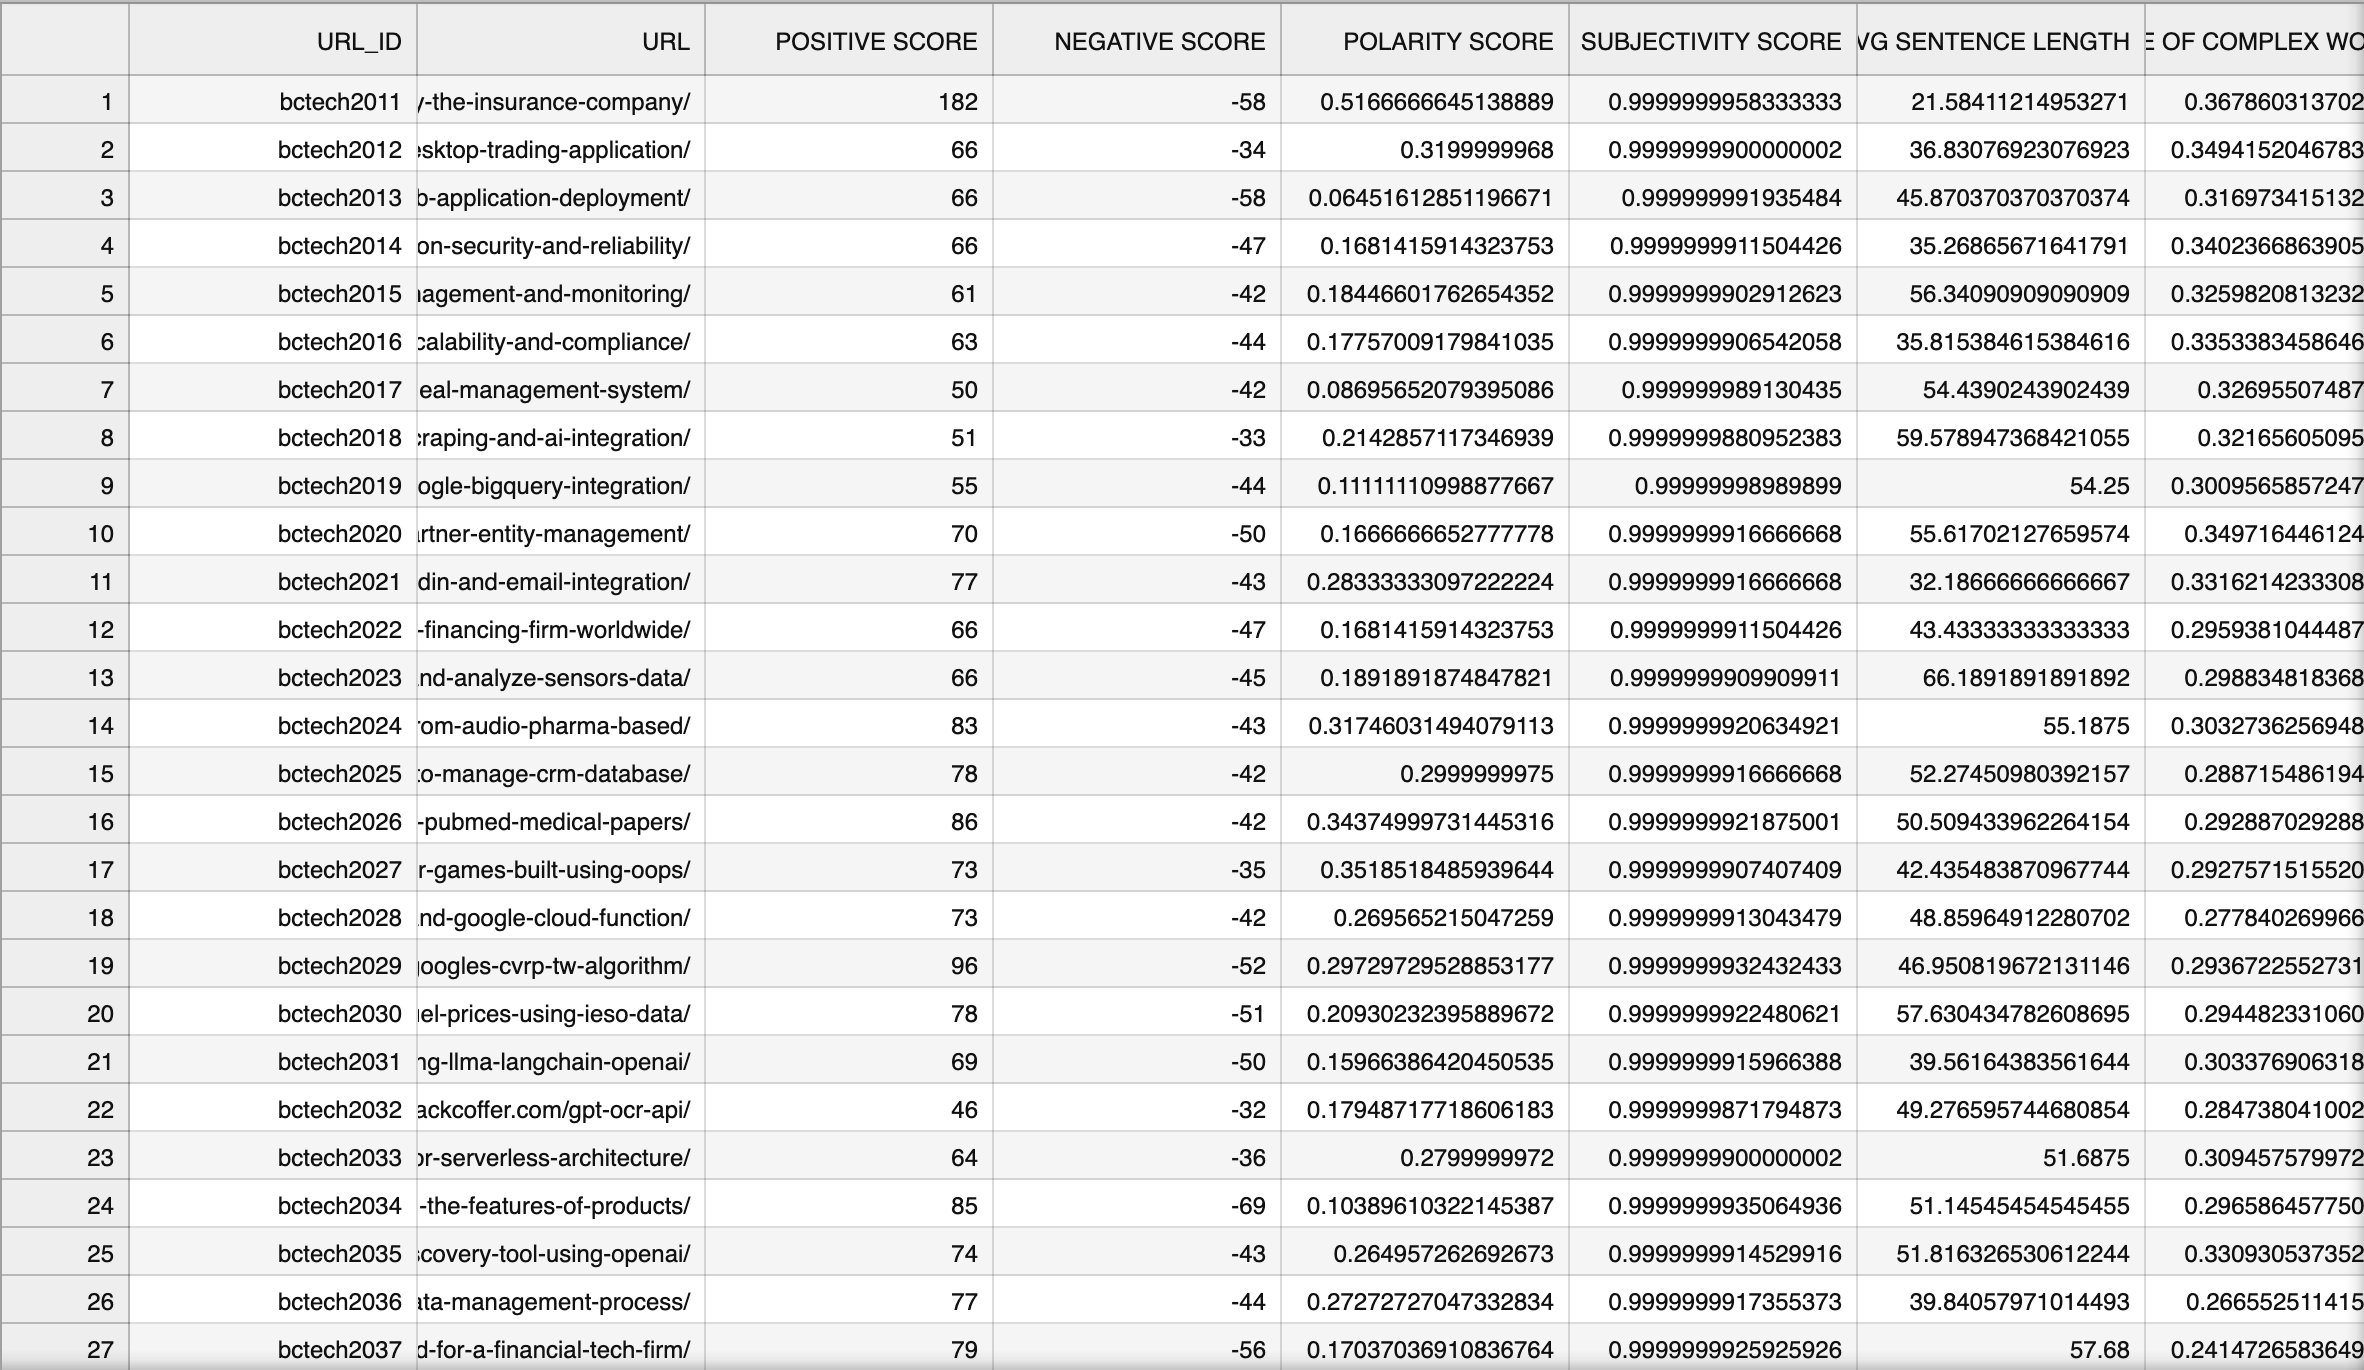 URL_ID URL POSITIVE SCORE NEGATIVE SCORE POLARITY SCORE SUBJECTIVITY SCORE VG SENTENCE LENGTH E OF COMPLEX WO
1 bctech2011 y-the-insurance-company/ 182 -58 0.5166666645138889 0.9999999958333333 21.58411214953271 0.367860313702
2 bctech2012 esktop-trading-application/ 66 -34 0.3199999968 0.9999999900000002 36.83076923076923 0.3494152046783
3 bctech2013 b-application-deployment/ 66 -58 0.06451612851196671 0.999999991935484 45.870370370370374 0.316973415132
4 bctech2014 on-security-and-reliability/ 66 -47 0.1681415914323753 0.9999999911504426 35.26865671641791 0.3402366863905
5 bctech2015 nagement-and-monitoring/ 61 -42 0.18446601762654352 0.9999999902912623 56.34090909090909 0.3259820813232
6 bctech2016 calability-and-compliance/ 63 -44 0.17757009179841035 0.9999999906542058 35.815384615384616 0.3353383458646
7 bctech2017 eal-management-system/ 50 -42 0.08695652079395086 0.999999989130435 54.4390243902439 0.32695507487
8 bctech2018 craping-and-ai-integration/ 51 -33 0.2142857117346939 0.9999999880952383 59.578947368421055 0.32165605095
9 bctech2019 ogle-bigquery-integration/ 55 -44 0.11111110998877667 0.99999998989899 54.25 0.3009565857247
10 bctech2020 artner-entity-management/ 70 -50 0.1666666652777778 0.9999999916666668 55.61702127659574 0.349716446124
11 bctech2021 din-and-email-integration/ 77 -43 0.28333333097222224 0.9999999916666668 32.18666666666667 0.3316214233308
12 bctech2022 -financing-firm-worldwide/ 66 -47 0.1681415914323753 0.9999999911504426 43.43333333333333 0.2959381044487
13 bctech2023 nd-analyze-sensors-data/ 66 -45 0.1891891874847821 0.9999999909909911 66.1891891891892 0.298834818368
14 bctech2024 rom-audio-pharma-based/ 83 -43 0.31746031494079113 0.9999999920634921 55.1875 0.3032736256948
15 bctech2025 to-manage-crm-database/ 78 -42 0.2999999975 0.9999999916666668 52.27450980392157 0.288715486194
16 bctech2026 -pubmed-medical-papers/ 86 -42 0.34374999731445316 0.9999999921875001 50.509433962264154 0.292887029288
17 bctech2027 r-games-built-using-oops/ 73 -35 0.3518518485939644 0.9999999907407409 42.435483870967744 0.2927571515520
18 bctech2028 nd-google-cloud-function/ 73 -42 0.269565215047259 0.9999999913043479 48.85964912280702 0.277840269966
19 bctech2029 googles-cvrp-tw-algorithm/ 96 -52 0.29729729528853177 0.9999999932432433 46.950819672131146 0.2936722552731
20 bctech2030 uel-prices-using-ieso-data/ 78 -51 0.20930232395889672 0.9999999922480621 57.630434782608695 0.294482331060
21 bctech2031 ng-llma-langchain-openai/ 69 -50 0.15966386420450535 0.9999999915966388 39.56164383561644 0.303376906318
22 bctech2032 ackcoffer.com/gpt-ocr-api/ 46 -32 0.17948717718606183 0.9999999871794873 49.276595744680854 0.284738041002
23 bctech2033 or-serverless-architecture/ 64 -36 0.2799999972 0.9999999900000002 51.6875 0.309457579972
24 bctech2034 -the-features-of-products/ 85 -69 0.10389610322145387 0.9999999935064936 51.14545454545455 0.296586457750
25 bctech2035 scovery-tool-using-openai/ 74 -43 0.264957262692673 0.9999999914529916 51.816326530612244 0.330930537352
26 bctech2036 ata-management-process/ 77 -44 0.27272727047332834 0.9999999917355373 39.84057971014493 0.266552511415
27 bctech2037 d-for-a-financial-tech-firm/ 79 -56 0.17037036910836764 0.9999999925925926 57.68 0.2414726583649